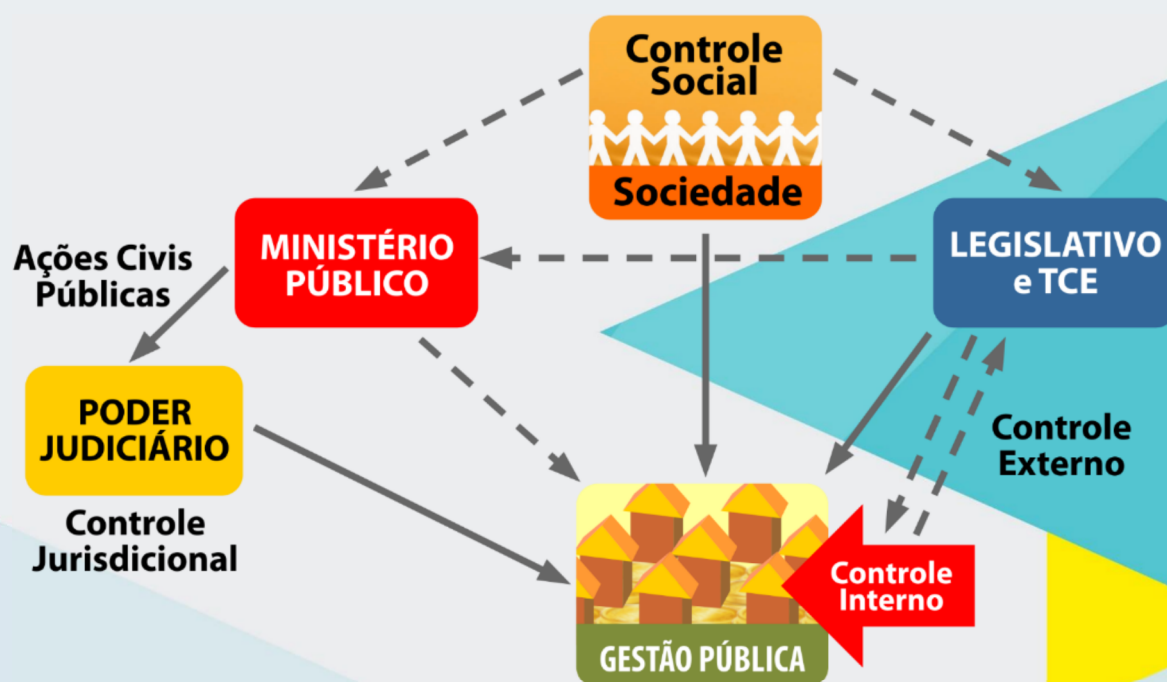 Controle
Social
Sociedade
MINISTÉRIO
PÚBLICO
LEGISLATIVO
e TCE
Ações Civis
Públicas
PODER
JUDICIÁRIO
Controle
Jurisdicional
Controle
Externo
Controle
Interno
GESTÃO PÚBLICA